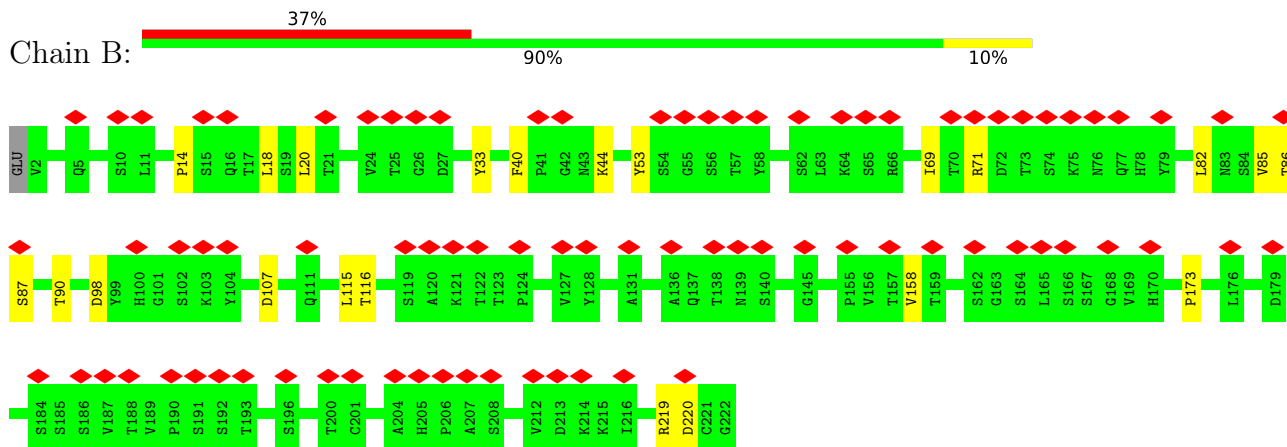 37%
Chain B:
90% 10%
GLU V2 Q5 S10 L11 P14 S15 Q16 T17 L18 S19 L20 T21 V24 T25 G26 D27 Y33 F40 P41 G42 N43 K44 Y53 S54 G55 S56 T57 Y58 S62 L63 K64 S65 R66 I69 T70 R71 D72 T73 S74 K75 N76 Q77 H78 Y79 L82 N83 S84 V85 T86
S87 T90 D98 Y99 H100 G101 S102 K103 Y104 D107 Q111 L115 T116 S119 A120 K121 T122 T123 P124 V127 Y128 A131 A136 Q137 T138 N139 S140 G145 P155 V156 T157 V158 T159 S162 G163 S164 L165 S166 S167 G168 V169 H170 P173 L176 D179
S184 S185 S186 V187 T188 V189 P190 S191 S192 T193 S196 T200 C201 A204 H205 P206 A207 S208 V212 D213 K214 K215 I216 R219 D220 C221 G222